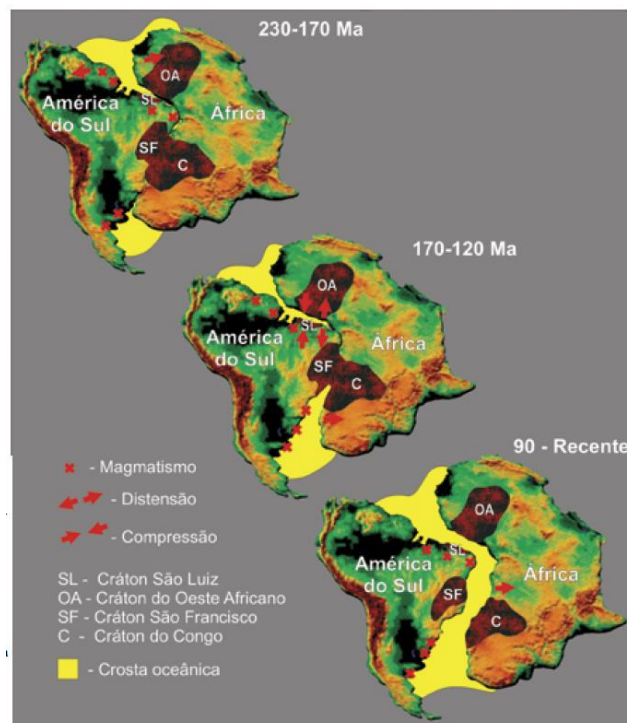 230-170 Ma
OA
América
do Sul
SL
África
SF
C
170-120 Ma
OA
América
do Sul
SL
África
SF
C
90 - Recente
OA
América
do Sul
SL
África
SF
C
x - Magmatismo
- Distensão
- Compressão
SL - Cráton São Luiz
OA - Cráton do Oeste Africano
SF - Cráton São Francisco
C - Cráton do Congo
- Crosta oceânica